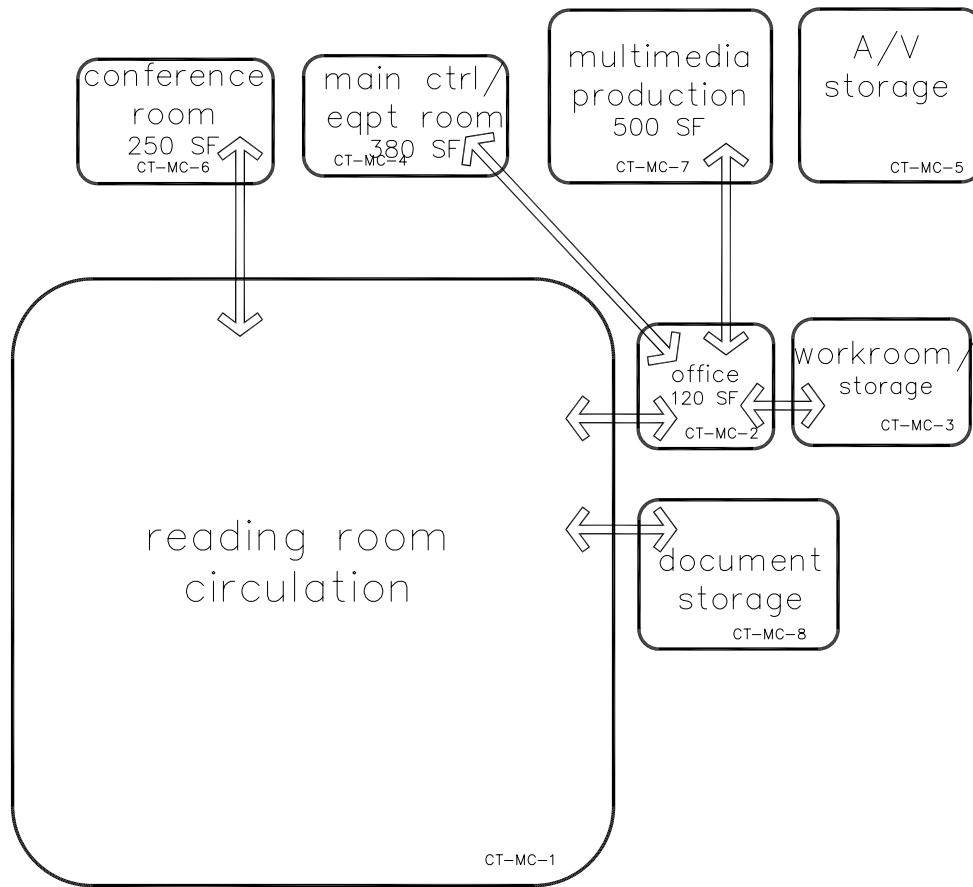 conference
room
250 SF
CT-MC-6
main ctrl/
eqpt room
380 SF
CT-MC-4
multimedia
production
500 SF
CT-MC-7
A/V
storage
CT-MC-5
office
120 SF
CT-MC-2
workroom/
storage
CT-MC-3
reading room
circulation
CT-MC-1
document
storage
CT-MC-8